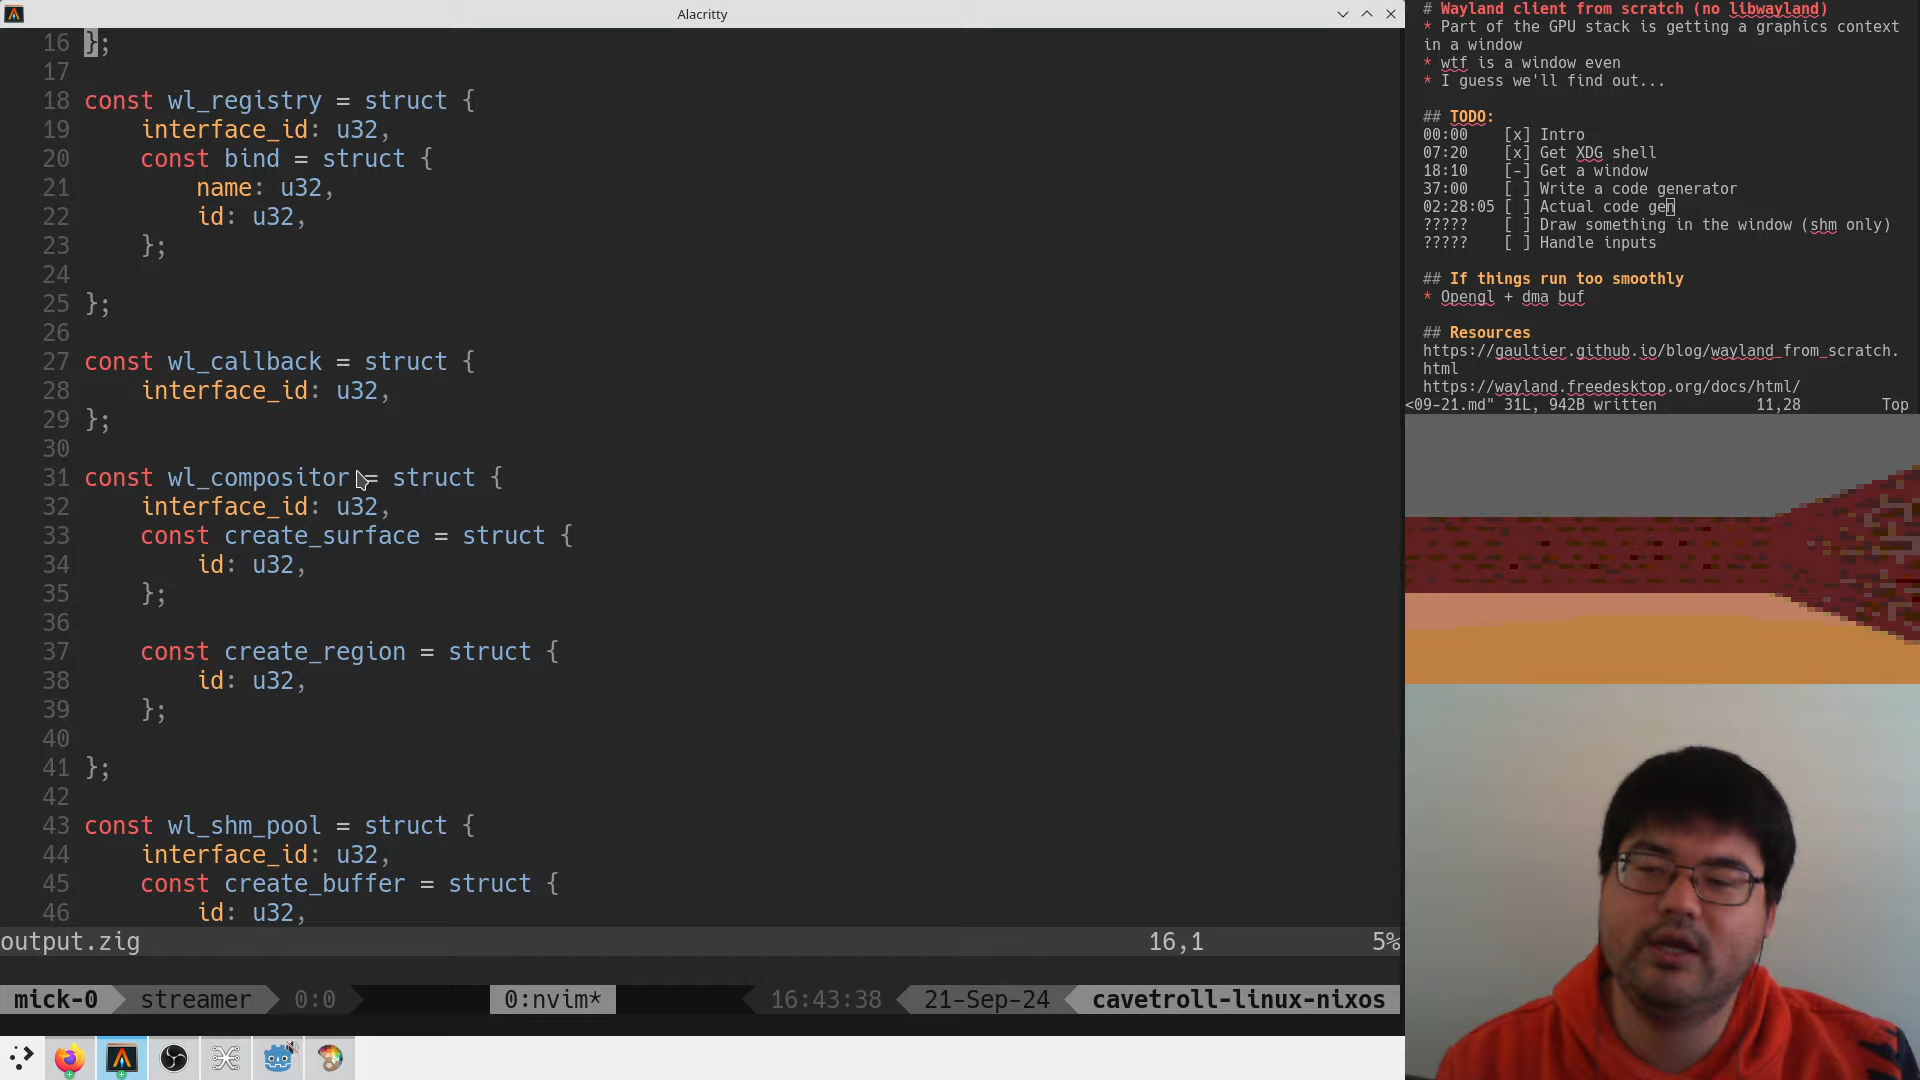 Alacritty
16 };
17
18 const wl_registry = struct {
19 interface_id: u32,
20 const bind = struct {
21 name: u32,
22 id: u32,
23 };
24
25 };
26
27 const wl_callback = struct {
28 interface_id: u32,
29 };
30
31 const wl_compositor = struct {
32 interface_id: u32,
33 const create_surface = struct {
34 id: u32,
35 };
36
37 const create_region = struct {
38 id: u32,
39 };
40
41 };
42
43 const wl_shm_pool = struct {
44 interface_id: u32,
45 const create_buffer = struct {
46 id: u32,
output.zig 16,1 5%
mick-0 streamer 0:0 0:nvim* 16:43:38 21-Sep-24 cavetroll-linux-nixos
# Wayland client from scratch (no libwayland)
* Part of the GPU stack is getting a graphics context
in a window
* wtf is a window even
* I guess we'll find out...
## TODO:
00:00 [x] Intro
07:20 [x] Get XDG shell
18:10 [-] Get a window
37:00 [ ] Write a code generator
02:28:05 [ ] Actual code gen
????? [ ] Draw something in the window (shm only)
????? [ ] Handle inputs
## If things run too smoothly
* Opengl + dma buf
## Resources
https://gaultier.github.io/blog/wayland_from_scratch.
html
https://wayland.freedesktop.org/docs/html/
<09-21.md" 31L, 942B written 11,28 Top